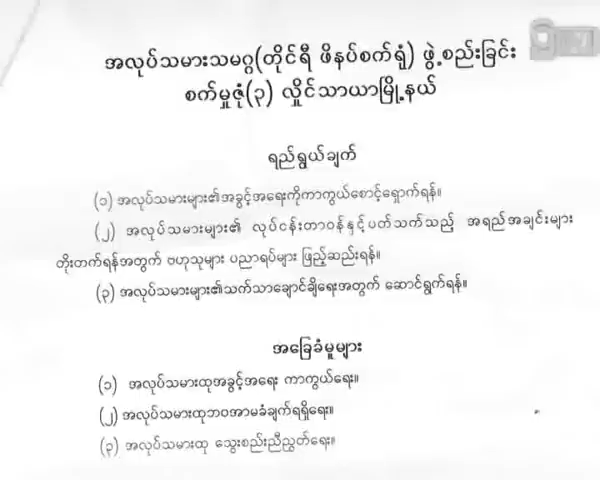 အလုပ်သမားသမဂ္ဂ(တိုင်ရီ ဖိနပ်စက်ရုံ) ဖွဲ့စည်းခြင်း
စက်မှုဇုံ(၃) လှိုင်သာယာမြို့နယ်
ရည်ရွယ်ချက်
(၁) အလုပ်သမားများ၏အခွင့်အရေးကိုကာကွယ်စောင့်ရှောက်ရန်။
(၂) အလုပ်သမားများ၏ လုပ်ငန်းတာဝန်နှင့်ပတ်သက်သည့် အရည်အချင်းများ
တိုးတက်ရန်အတွက် ဗဟုသုများ ပညာရပ်များ ဖြည့်ဆည်းရန်။
(၃) အလုပ်သမားများ၏သက်သာချောင်ချိရေးအတွက် ဆောင်ရွက်ရန်။
အခြေခံမူများ
(၁) အလုပ်သမားထုအခွင့်အရေး ကာကွယ်ရေး။
(၂) အလုပ်သမားထုဘဝအာမခံချက်ရရှိရေး။
(၃) အလုပ်သမားထု သွေးစည်းညီညွတ်ရေး။